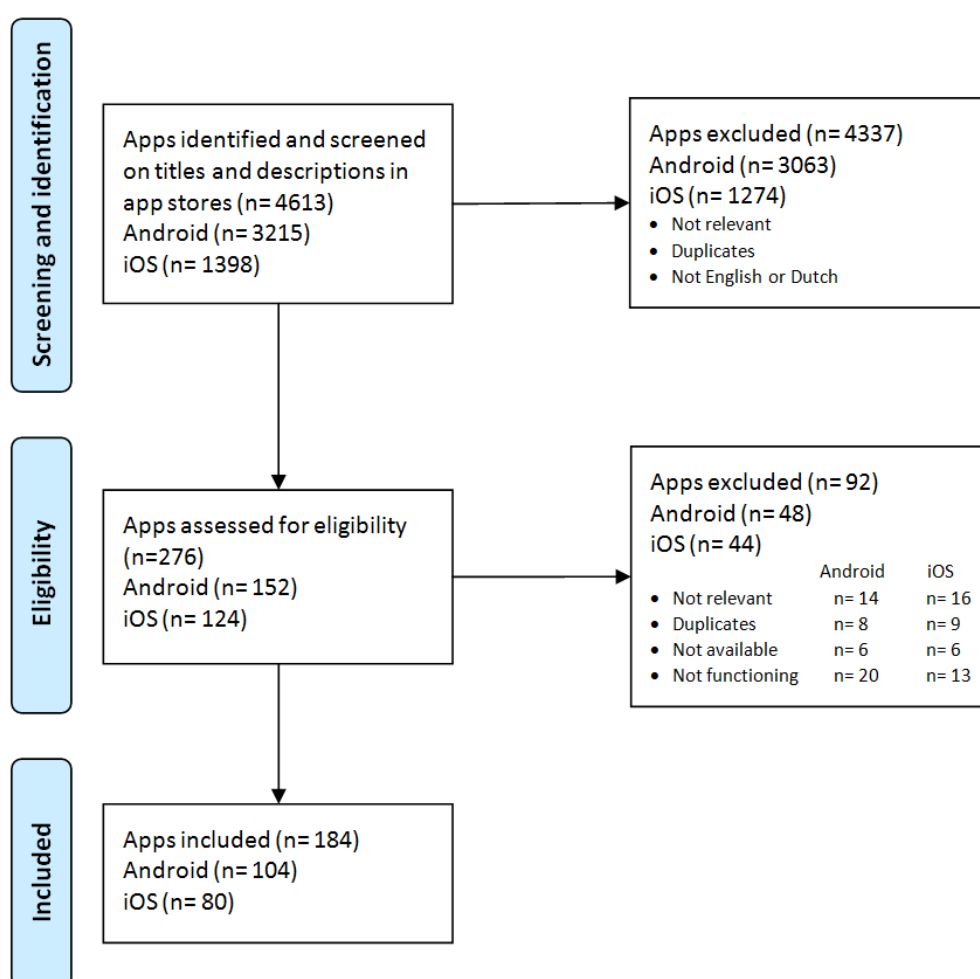 Screening and identification
Apps identified and screened
on titles and descriptions in
app stores (n= 4613)
Android (n= 3215)
iOS (n= 1398)
Apps excluded (n= 4337)
Android (n= 3063)
iOS (n= 1274)
• Not relevant
• Duplicates
• Not English or Dutch
Eligibility
Apps assessed for eligibility
(n=276)
Android (n= 152)
iOS (n= 124)
Apps excluded (n= 92)
Android (n= 48)
iOS (n= 44)
Android iOS
• Not relevant n= 14 n= 16
• Duplicates n= 8 n= 9
• Not available n= 6 n= 6
• Not functioning n= 20 n= 13
Included
Apps included (n= 184)
Android (n= 104)
iOS (n= 80)